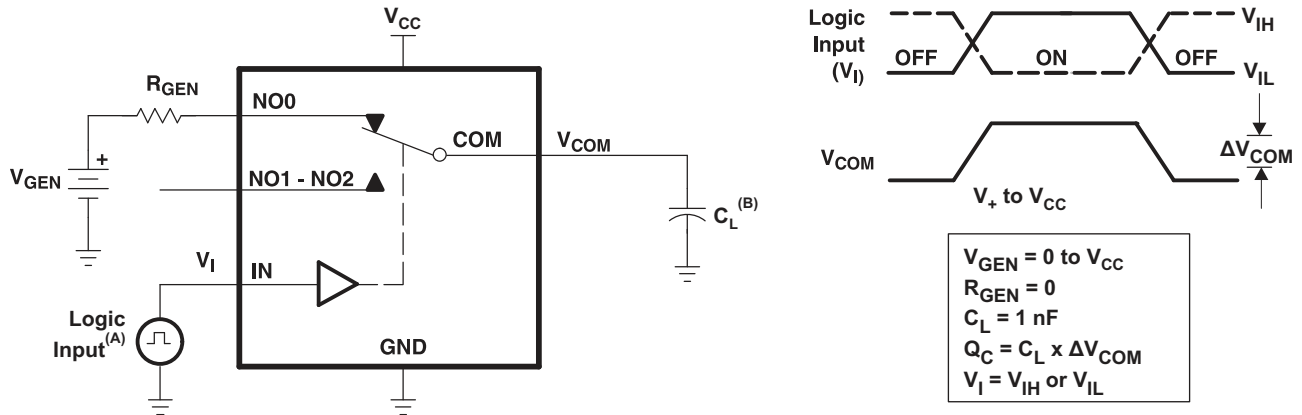 V_CC
R_GEN
NO0
COM
V_COM
+
V_GEN
NO1 - NO2
C_L^(B)
V_I
IN
Logic
Input^(A)
GND
Logic
Input
(V_I)
OFF
ON
OFF
V_IH
V_IL
V_COM
ΔV_COM
V_+ to V_CC
V_GEN = 0 to V_CC
R_GEN = 0
C_L = 1 nF
Q_C = C_L x ΔV_COM
V_I = V_IH or V_IL